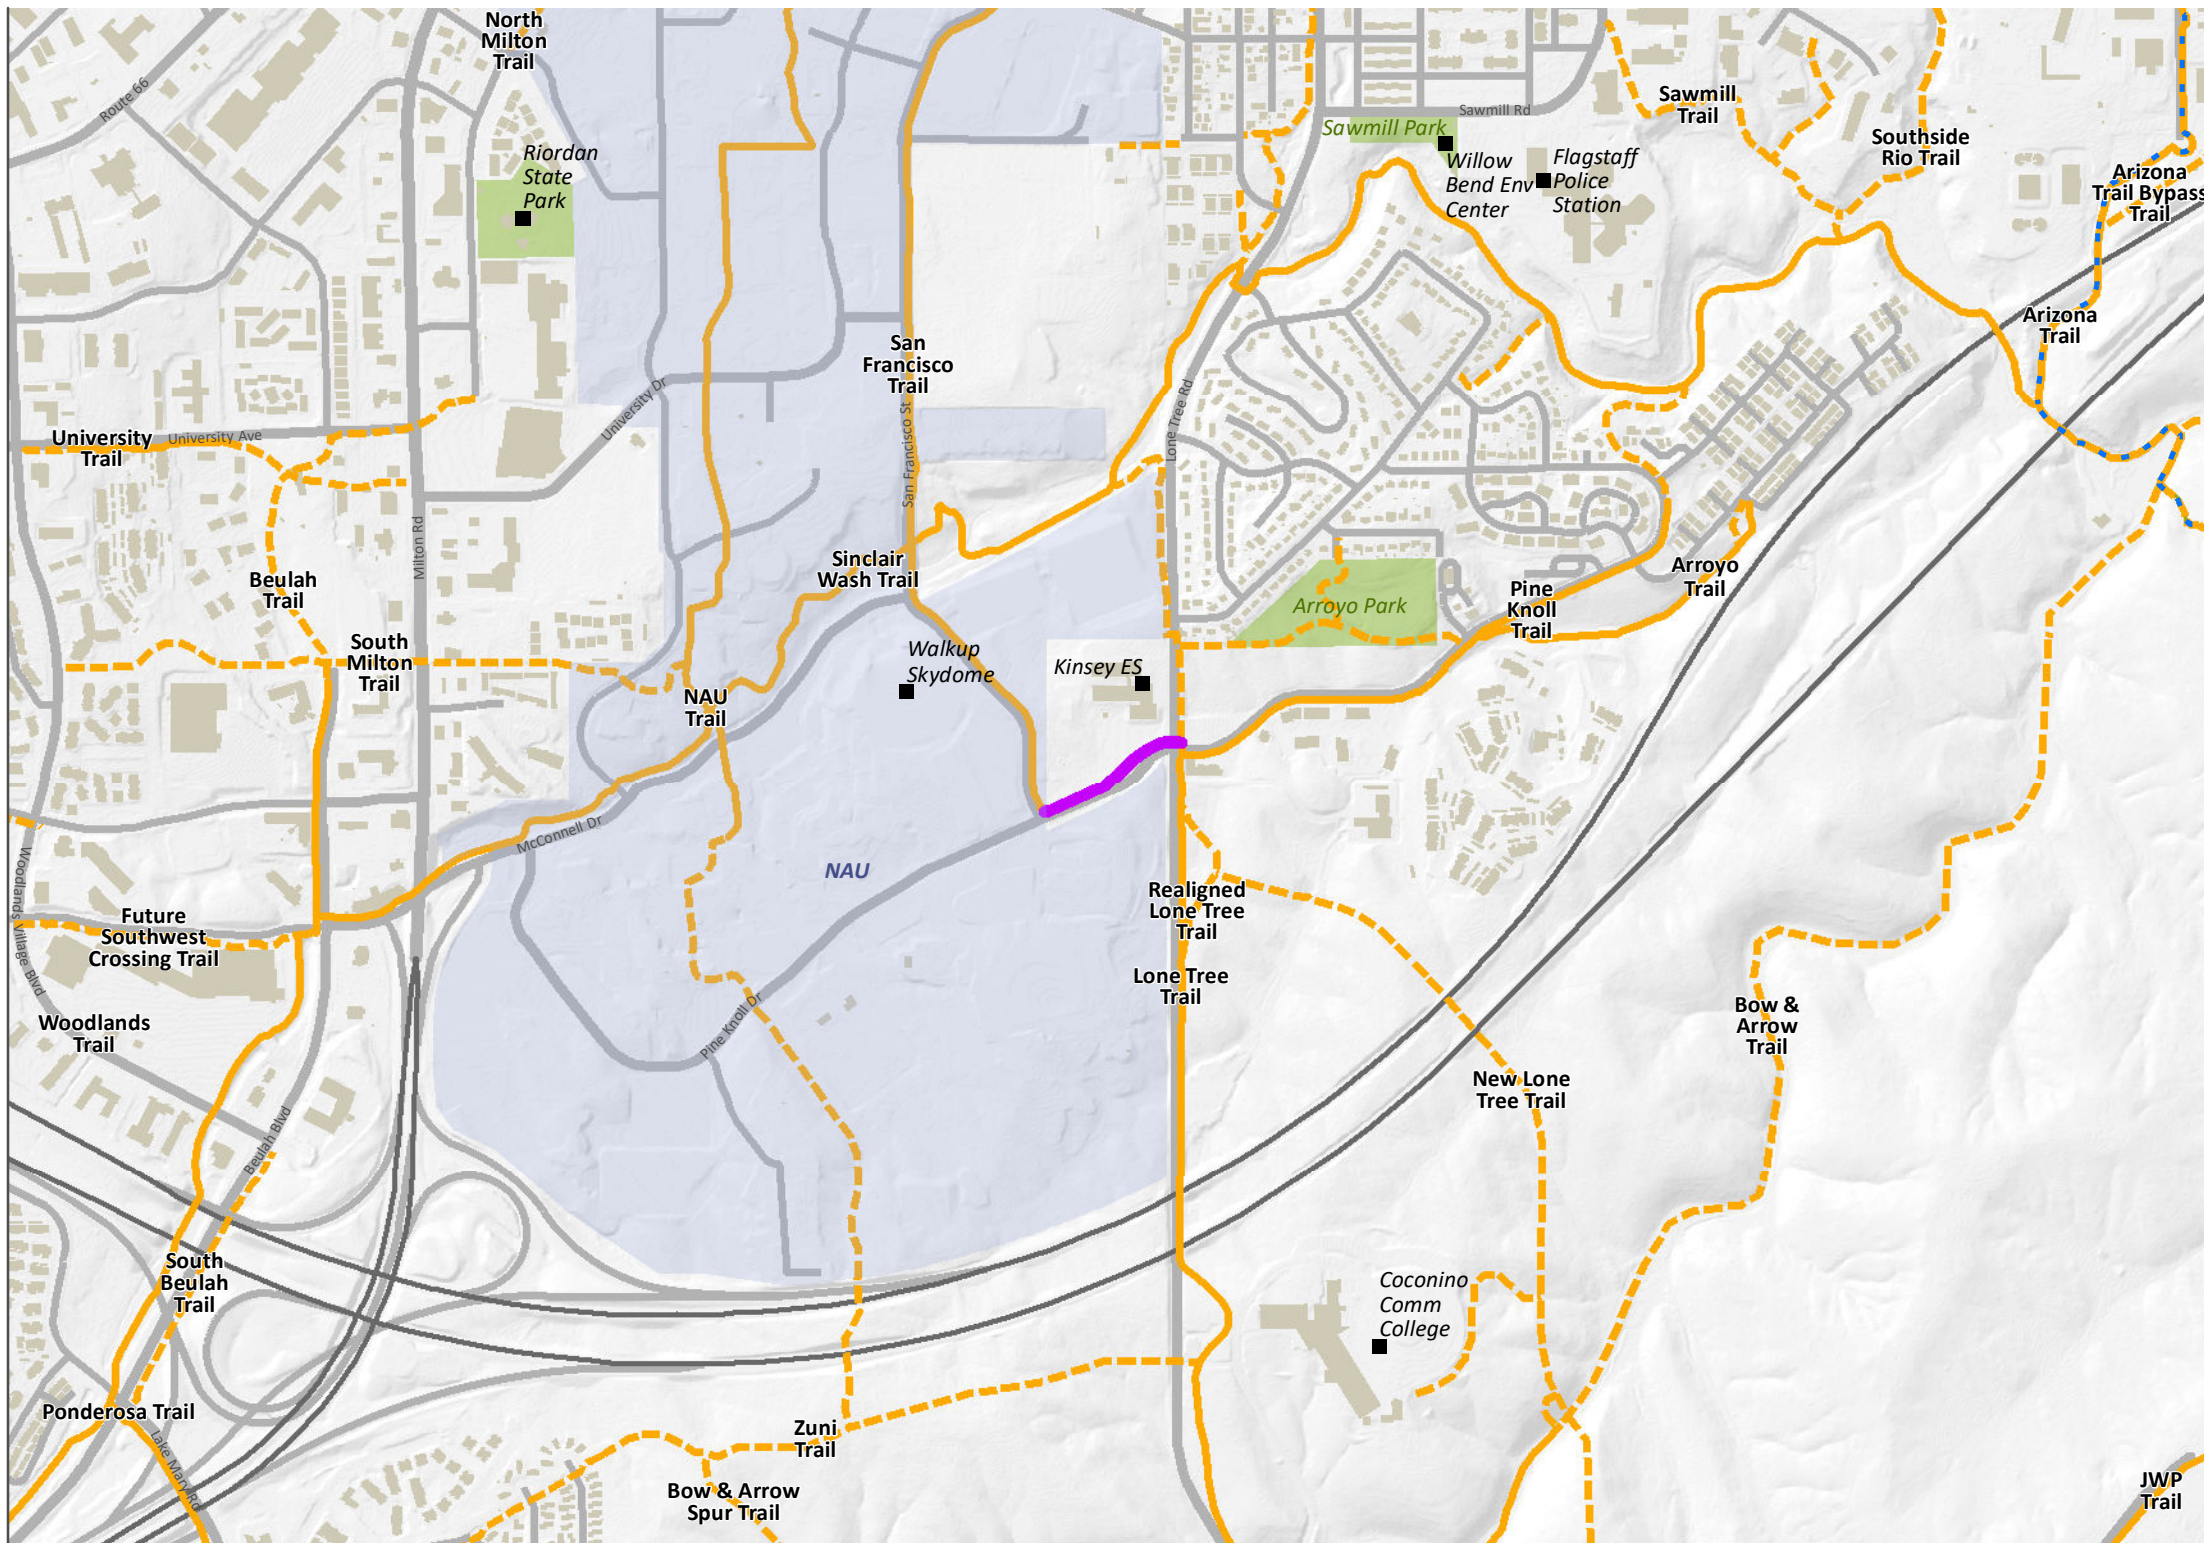 North
Milton
Trail
Route 66
Riordan
State
Park
Sawmill Rd
Sawmill Park
Willow
Bend Env
Center
Flagstaff
Police
Station
Sawmill
Trail
Southside
Rio Trail
Arizona
Trail Bypass
Trail
Arizona
Trail
San
Francisco
Trail
San Francisco St
University Dr
Lone Tree Rd
University
Trail
University Ave
Milton Rd
Beulah
Trail
Sinclair
Wash Trail
South
Milton
Trail
Walkup
Skydome
Kinsey ES
Arroyo Park
Pine
Knoll
Trail
Arroyo
Trail
NAU
Trail
McConnell Dr
NAU
Woodlands Village Blvd
Future
Southwest
Crossing Trail
Realigned
Lone Tree
Trail
Lone Tree
Trail
Woodlands
Trail
Pine Knoll Dr
Bow &
Arrow
Trail
New Lone
Tree Trail
Beulah Blvd
South
Beulah
Trail
Coconino
Comm
College
Ponderosa Trail
Lake Mary Rd
Zuni
Trail
Bow & Arrow
Spur Trail
JWP
Trail